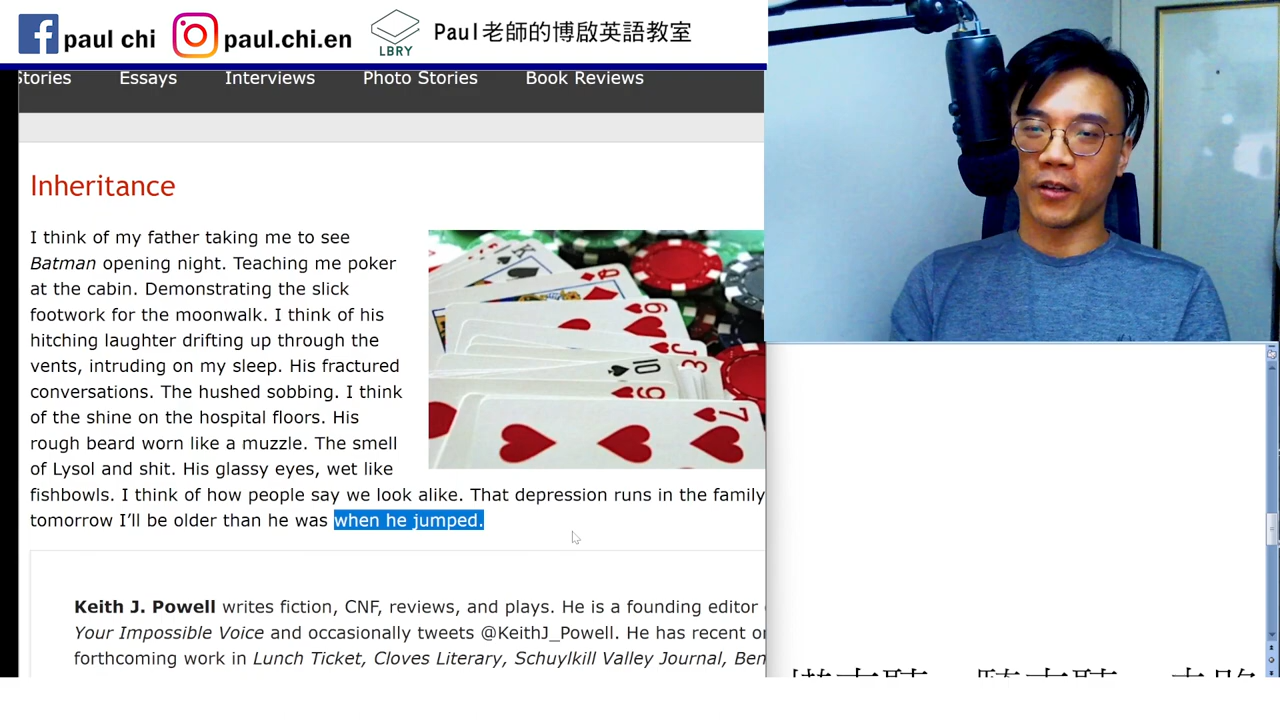 paul chi
paul.chi.en
LBRY
Paul老師的博啟英語教室
Stories Essays Interviews Photo Stories Book Reviews
Inheritance
I think of my father taking me to see
Batman opening night. Teaching me poker
at the cabin. Demonstrating the slick
footwork for the moonwalk. I think of his
hitching laughter drifting up through the
vents, intruding on my sleep. His fractured
conversations. The hushed sobbing. I think
of the shine on the hospital floors. His
rough beard worn like a muzzle. The smell
of Lysol and shit. His glassy eyes, wet like
fishbowls. I think of how people say we look alike. That depression runs in the family
tomorrow I’ll be older than he was when he jumped.
Keith J. Powell writes fiction, CNF, reviews, and plays. He is a founding editor
Your Impossible Voice and occasionally tweets @KeithJ_Powell. He has recent or
forthcoming work in Lunch Ticket, Cloves Literary, Schuylkill Valley Journal,